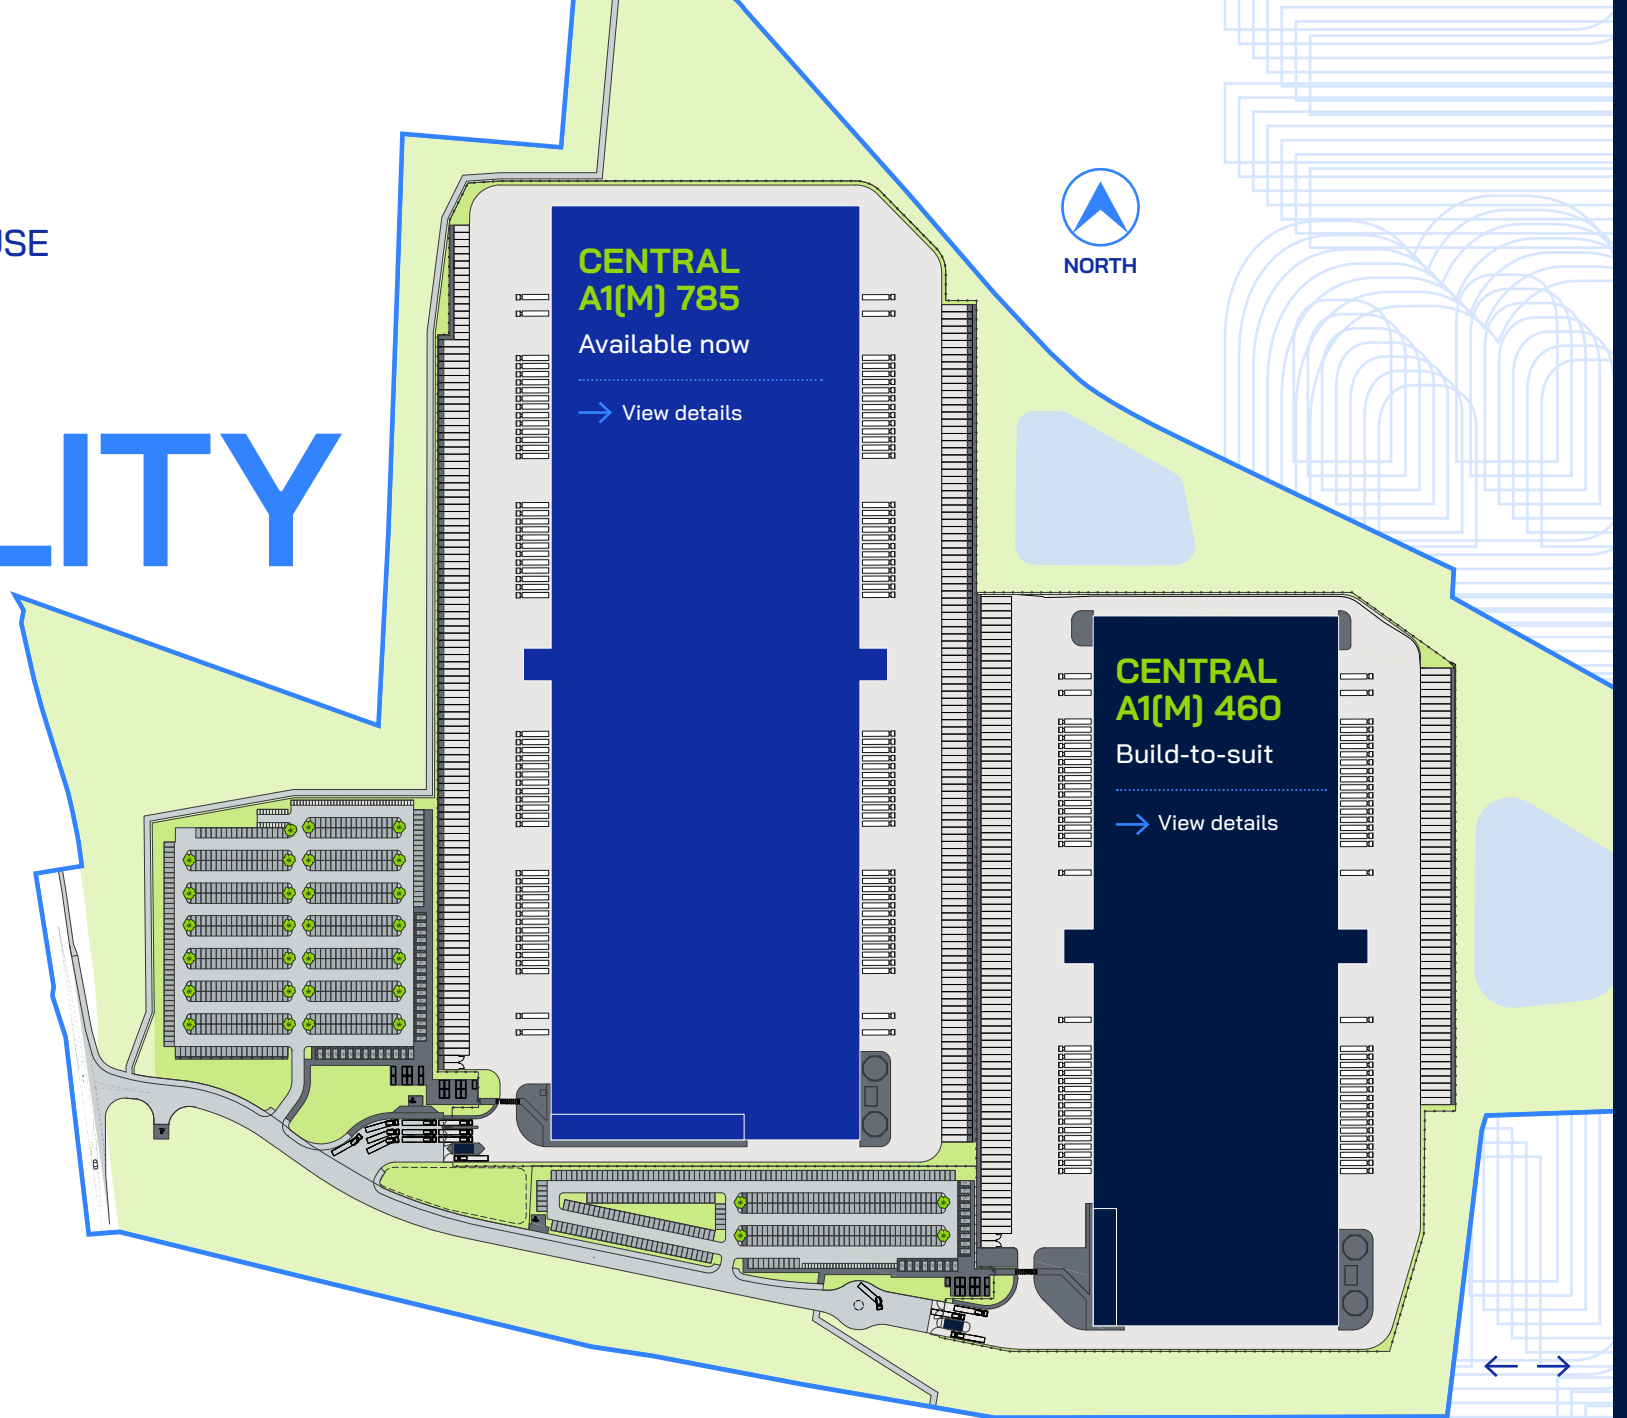 USE
LITY
NORTH
CENTRAL
A1(M) 785
Available now
View details
CENTRAL
A1(M) 460
Build-to-suit
View details